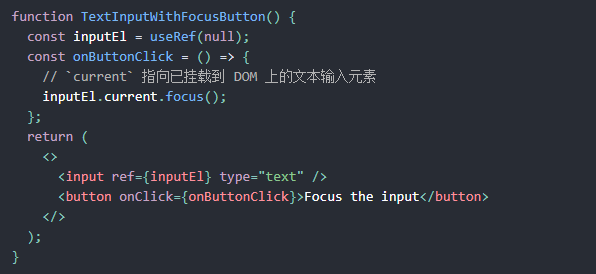 function TextInputWithFocusButton() {
  const inputEl = useRef(null);
  const onButtonClick = () => {
    // `current` 指向已挂载到 DOM 上的文本输入元素
    inputEl.current.focus();
  };
  return (
    <>
      <input ref={inputEl} type="text" />
      <button onClick={onButtonClick}>Focus the input</button>
    </>
  );
}